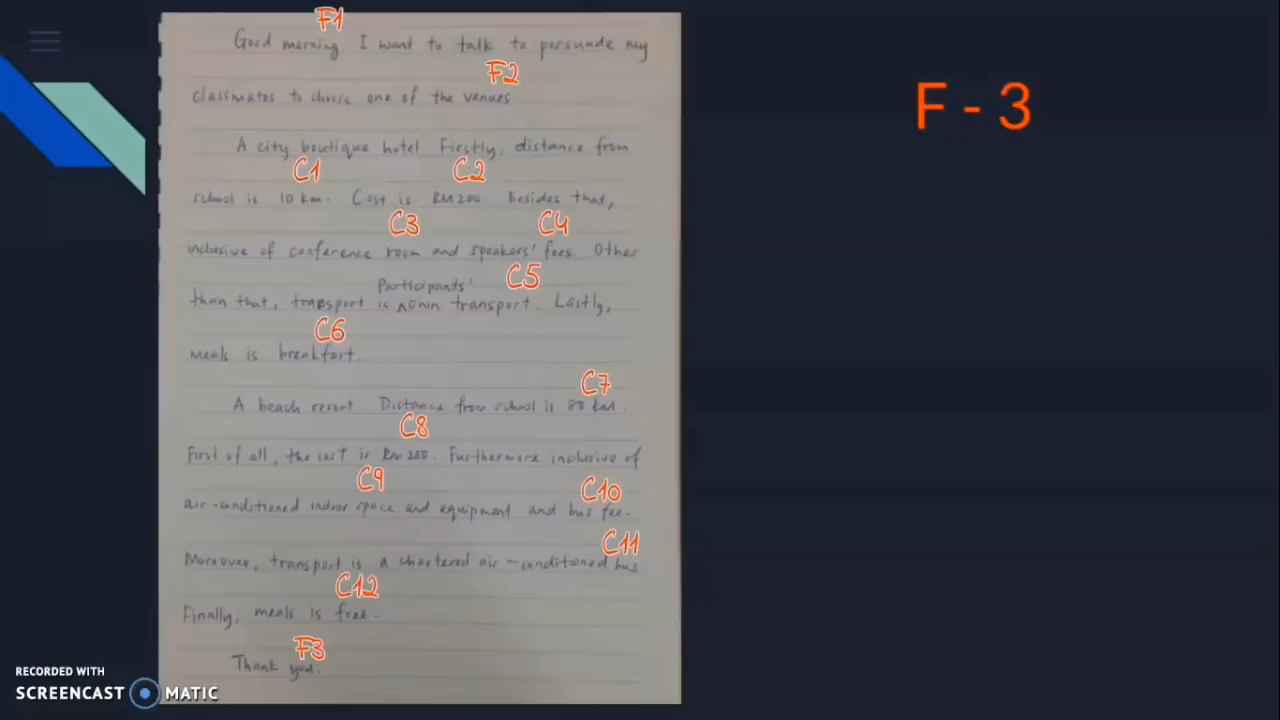 F1
Good morning I want to talk to persuade my
F2
classmates to choose one of the venues
A city boutique hotel Firstly, distance from
C1 C2
school is 10 km. Cost is RM 200 Besides that,
C3 C4
inclusive of conference room and speakers' fees. Other
Participants' C5
than that, transport is ^ own transport. Lastly,
C6
meals is breakfast.
C7
A beach resort Distance from school is 80 km.
C8
First of all, the cost is RM 250. Furthermore inclusive of
C9 C10
air-conditioned indoor space and equipment and bus fee.
C11
Moreover, transport is a chartered air-conditioned bus
C12
Finally, meals is free.
F3
Thank you.
F - 3
RECORDED WITH
SCREENCAST MATIC